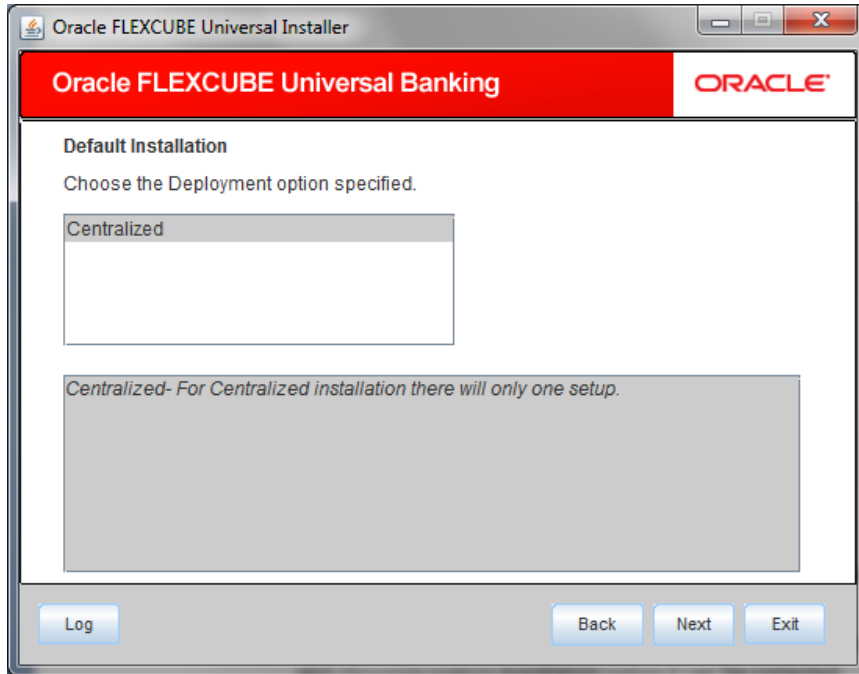 Oracle FLEXCUBE Universal Installer
Oracle FLEXCUBE Universal Banking
ORACLE
Default Installation
Choose the Deployment option specified.
Centralized
Centralized- For Centralized installation there will only one setup.
Log
Back
Next
Exit